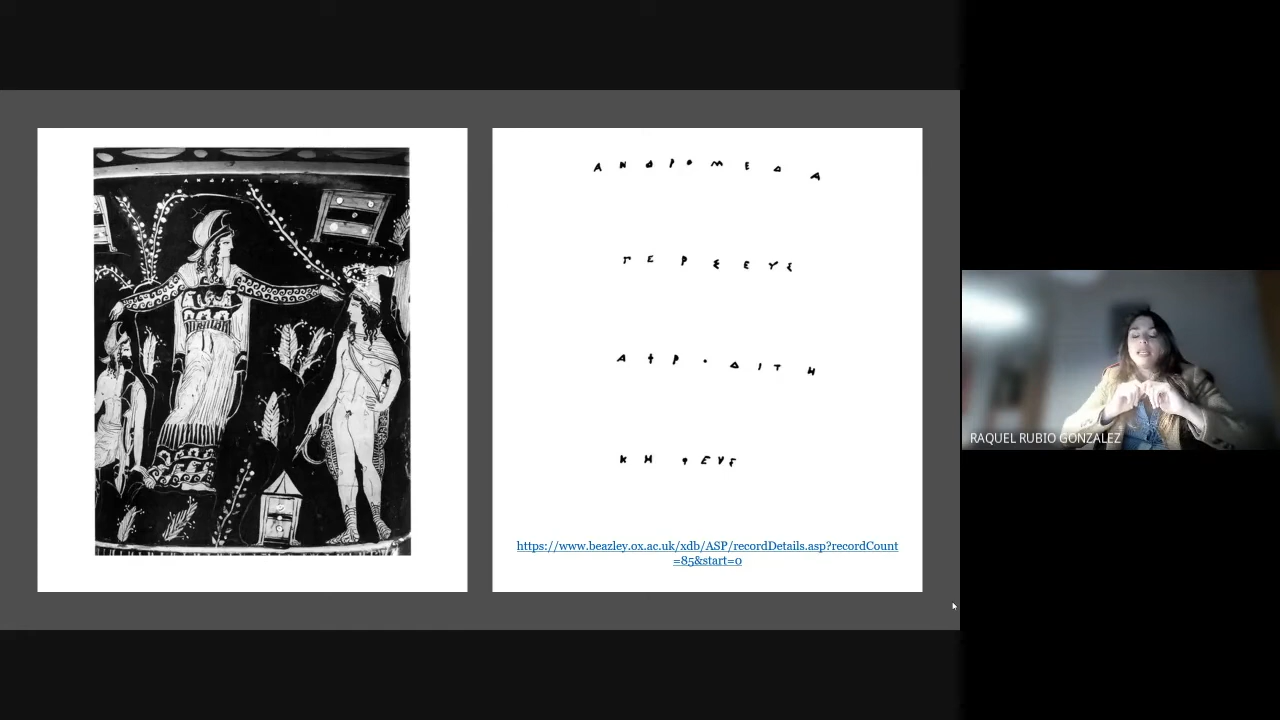 ΑΝΔΡΟΜΕΔΑ
ΠΕΡΣΕΥΣ
ΑΦΡΟΔΙΤΗ
ΚΗΦΕΥΣ
https://www.beazley.ox.ac.uk/xdb/ASP/recordDetails.asp?recordCount
=85&start=0
RAQUEL RUBIO GONZALEZ